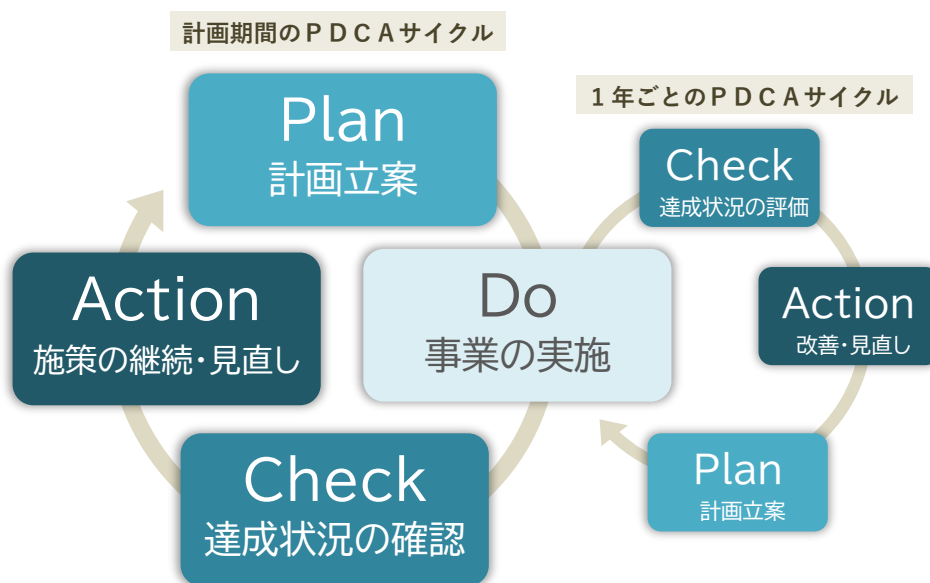 計画期間のＰＤＣＡサイクル
Plan
計画立案
Do
事業の実施
Check
達成状況の確認
Action
施策の継続・見直し
１年ごとのＰＤＣＡサイクル
Check
達成状況の評価
Action
改善・見直し
Plan
計画立案